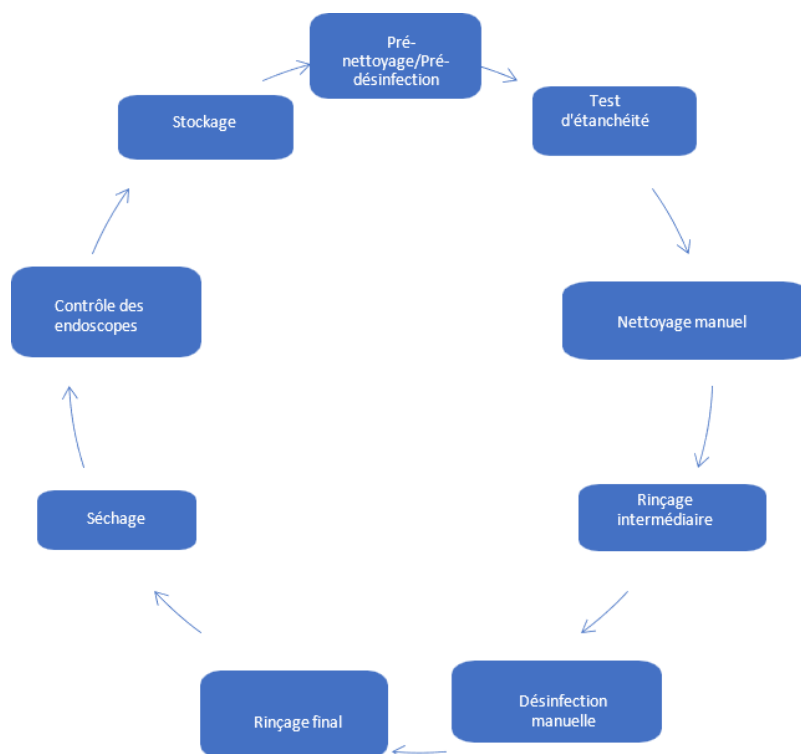 Pré-
nettoyage/Pré-
désinfection
Test
d'étanchéité
Nettoyage manuel
Rinçage
intermédiaire
Désinfection
manuelle
Rinçage final
Séchage
Contrôle des
endoscopes
Stockage